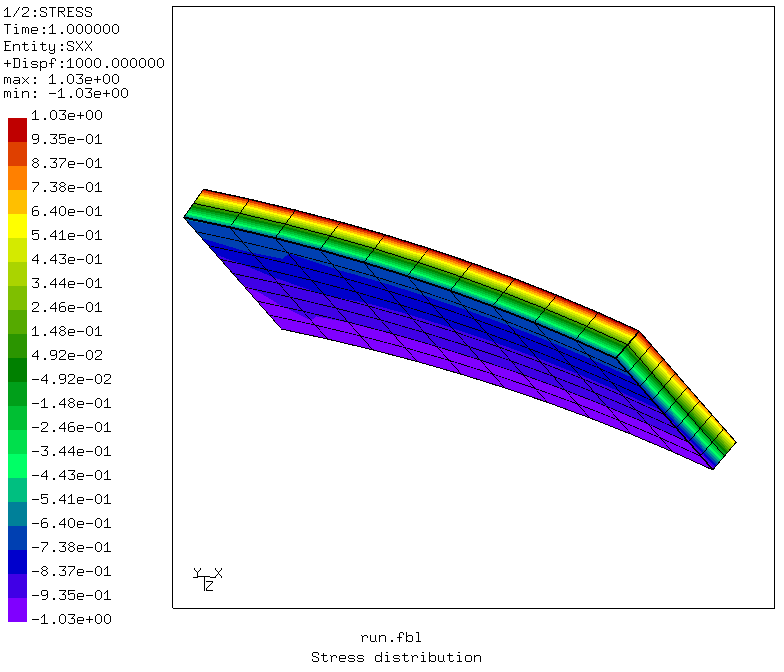 1/2:STRESS
Time:1.000000
Entity:SXX
+Dispf:1000.000000
max: 1.03e+00
min: -1.03e+00
1.03e+00
9.35e-01
8.37e-01
7.38e-01
6.40e-01
5.41e-01
4.43e-01
3.44e-01
2.46e-01
1.48e-01
4.92e-02
-4.92e-02
-1.48e-01
-2.46e-01
-3.44e-01
-4.43e-01
-5.41e-01
-6.40e-01
-7.38e-01
-8.37e-01
-9.35e-01
-1.03e+00
Y X
Z
run.fbl
Stress distribution